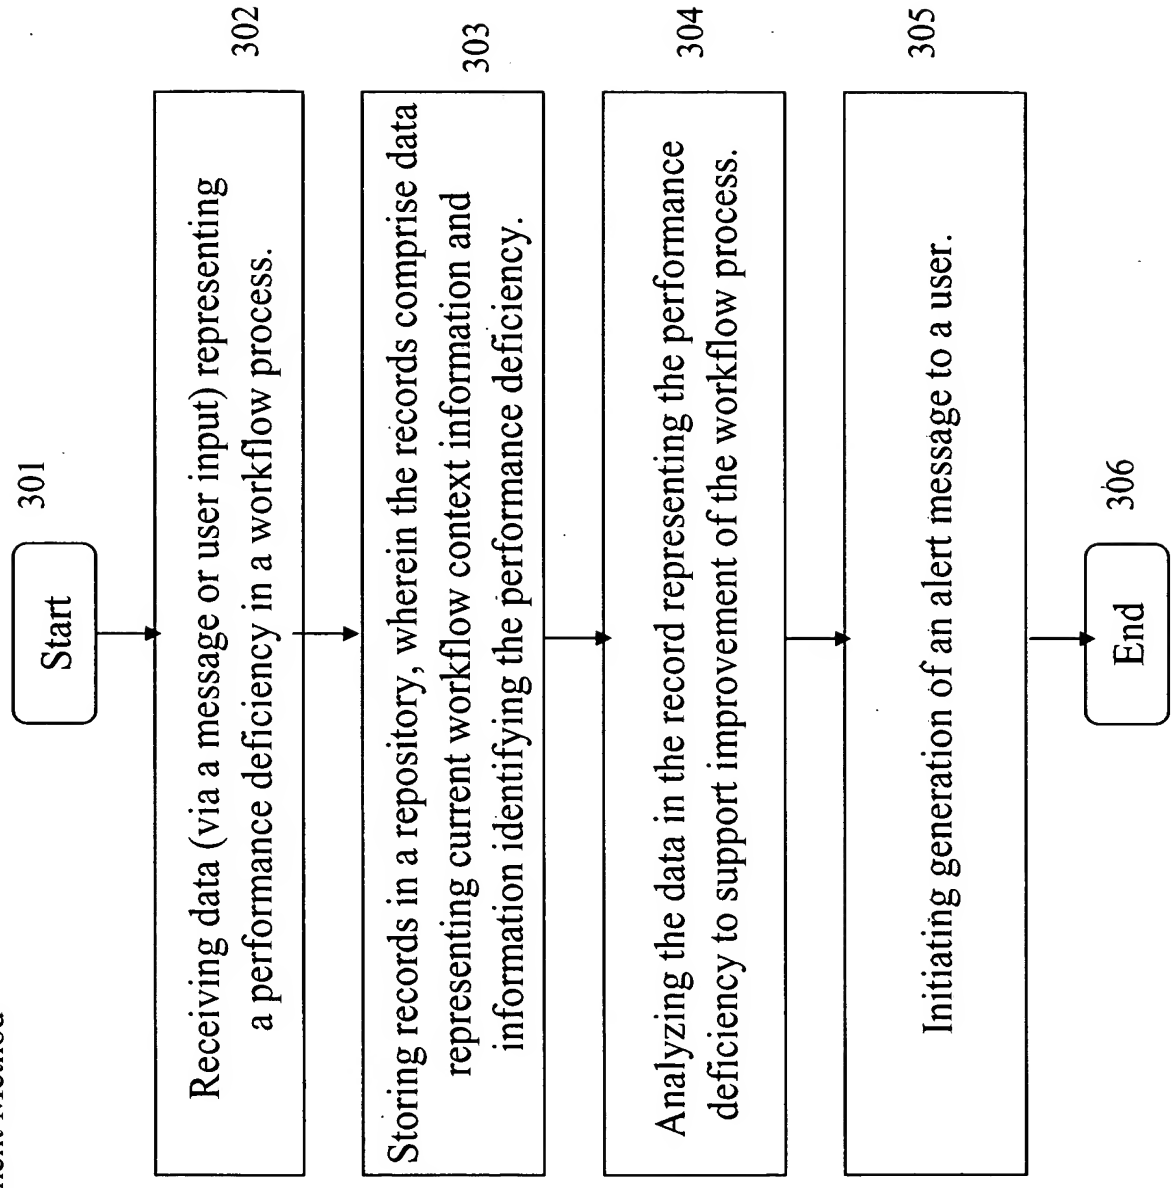 Method
301
Start
302
Receiving data (via a message or user input) representing
a performance deficiency in a workflow process.
303
Storing records in a repository, wherein the records comprise data
representing current workflow context information and
information identifying the performance deficiency.
304
Analyzing the data in the record representing the performance
deficiency to support improvement of the workflow process.
305
Initiating generation of an alert message to a user.
306
End